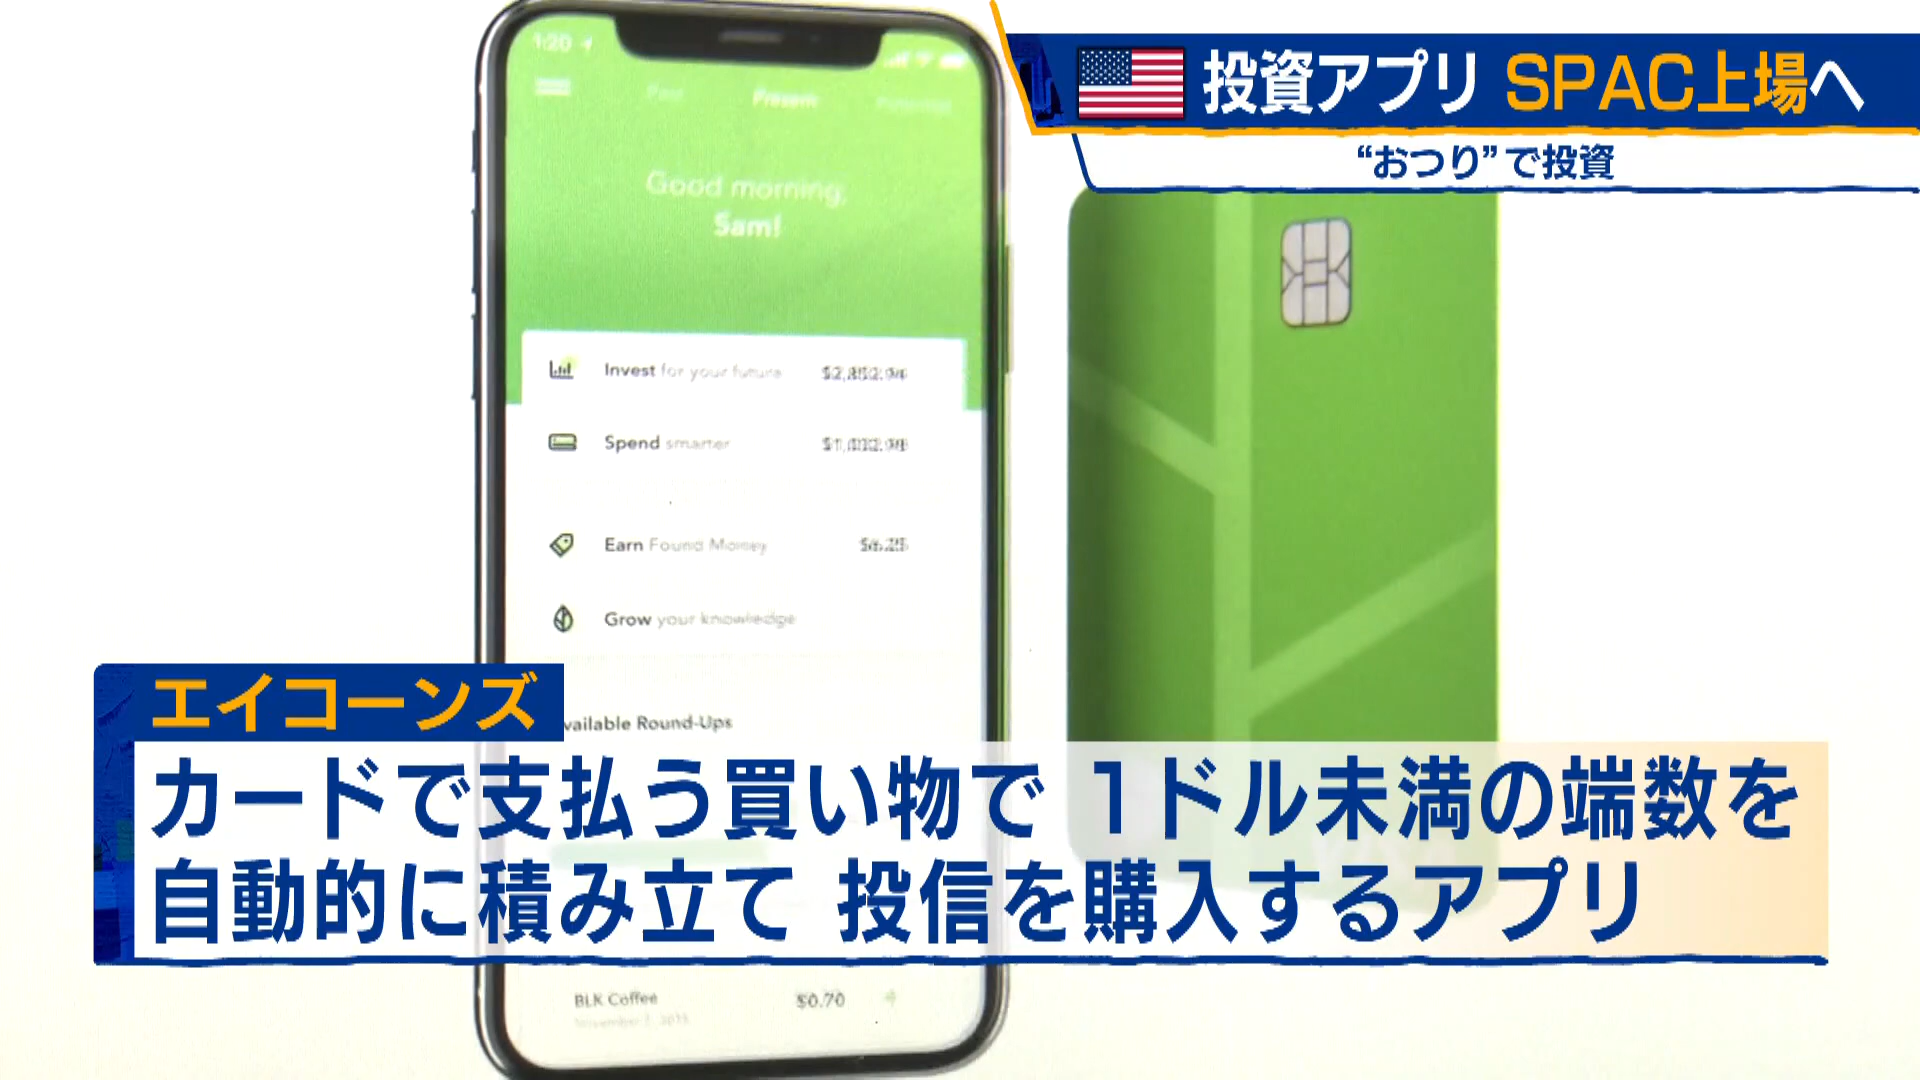 投資アプリ SPAC上場へ
“おつり”で投資
1:20
Present
Good morning,
Sam!
Invest for your future
Spend smarter
Earn Found Money
Grow your knowledge
エイコーンズ
vailable Round-Ups
カードで支払う買い物で 1ドル未満の端数を
自動的に積み立て 投信を購入するアプリ
BLK Coffee $0.70